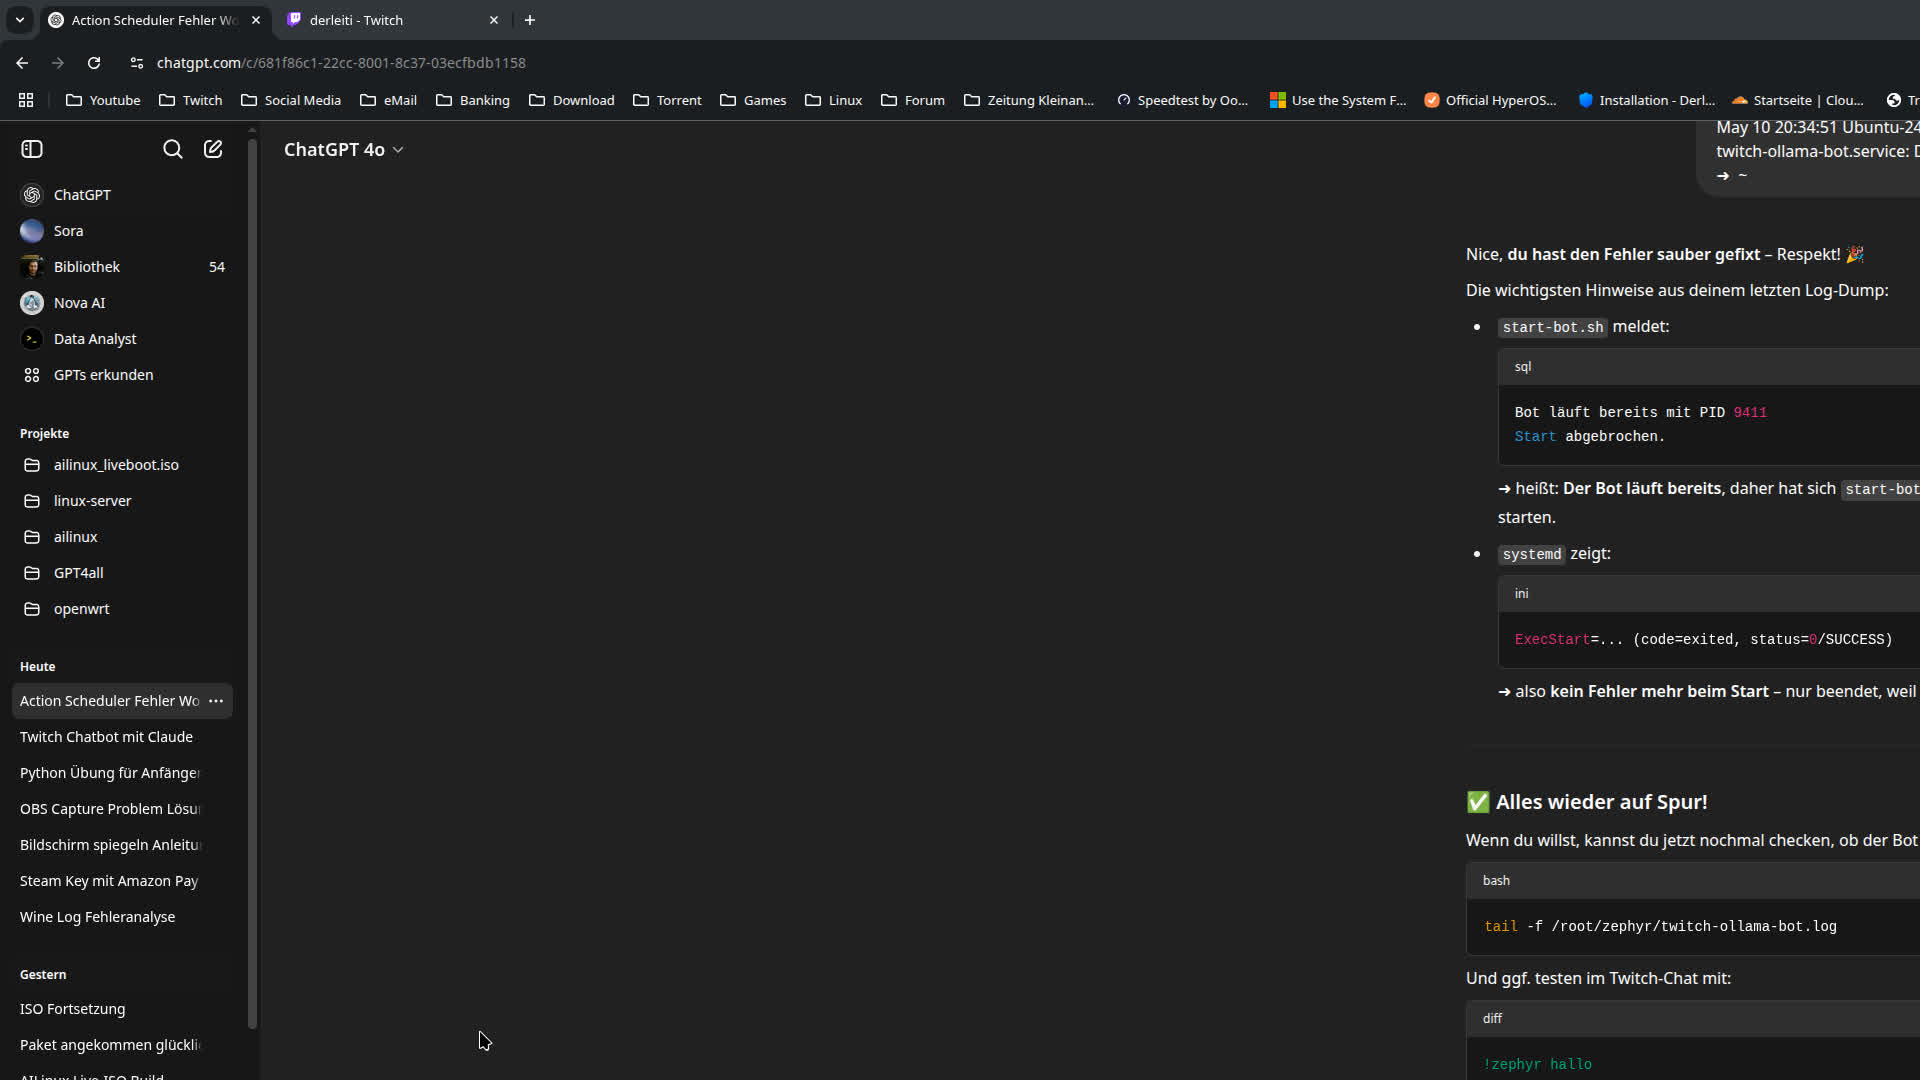 Action Scheduler Fehler Wo
derleiti - Twitch
chatgpt.com/c/681f86c1-22cc-8001-8c37-03ecfbdb1158
Youtube
Twitch
Social Media
eMail
Banking
Download
Torrent
Games
Linux
Forum
Zeitung Kleinan...
Speedtest by Oo...
Use the System F...
Official HyperOS...
Installation - Derl...
Startseite | Clou...
Tr
ChatGPT
Sora
Bibliothek 54
Nova AI
Data Analyst
GPTs erkunden
Projekte
ailinux_liveboot.iso
linux-server
ailinux
GPT4all
openwrt
Heute
Action Scheduler Fehler Wo
Twitch Chatbot mit Claude
Python Übung für Anfänger
OBS Capture Problem Lösu
Bildschirm spiegeln Anleitu
Steam Key mit Amazon Pay
Wine Log Fehleranalyse
Gestern
ISO Fortsetzung
Paket angekommen glückli
AILinux Live ISO Build
ChatGPT 4o
May 10 20:34:51 Ubuntu-24
twitch-ollama-bot.service: D
➜ ~
Nice, du hast den Fehler sauber gefixt – Respekt! 🎉
Die wichtigsten Hinweise aus deinem letzten Log-Dump:
• start-bot.sh meldet:
sql
Bot läuft bereits mit PID 9411
Start abgebrochen.
➜ heißt: Der Bot läuft bereits, daher hat sich start-bot
starten.
• systemd zeigt:
ini
ExecStart=... (code=exited, status=0/SUCCESS)
➜ also kein Fehler mehr beim Start – nur beendet, weil
✅ Alles wieder auf Spur!
Wenn du willst, kannst du jetzt nochmal checken, ob der Bot
bash
tail -f /root/zephyr/twitch-ollama-bot.log
Und ggf. testen im Twitch-Chat mit:
diff
!zephyr hallo